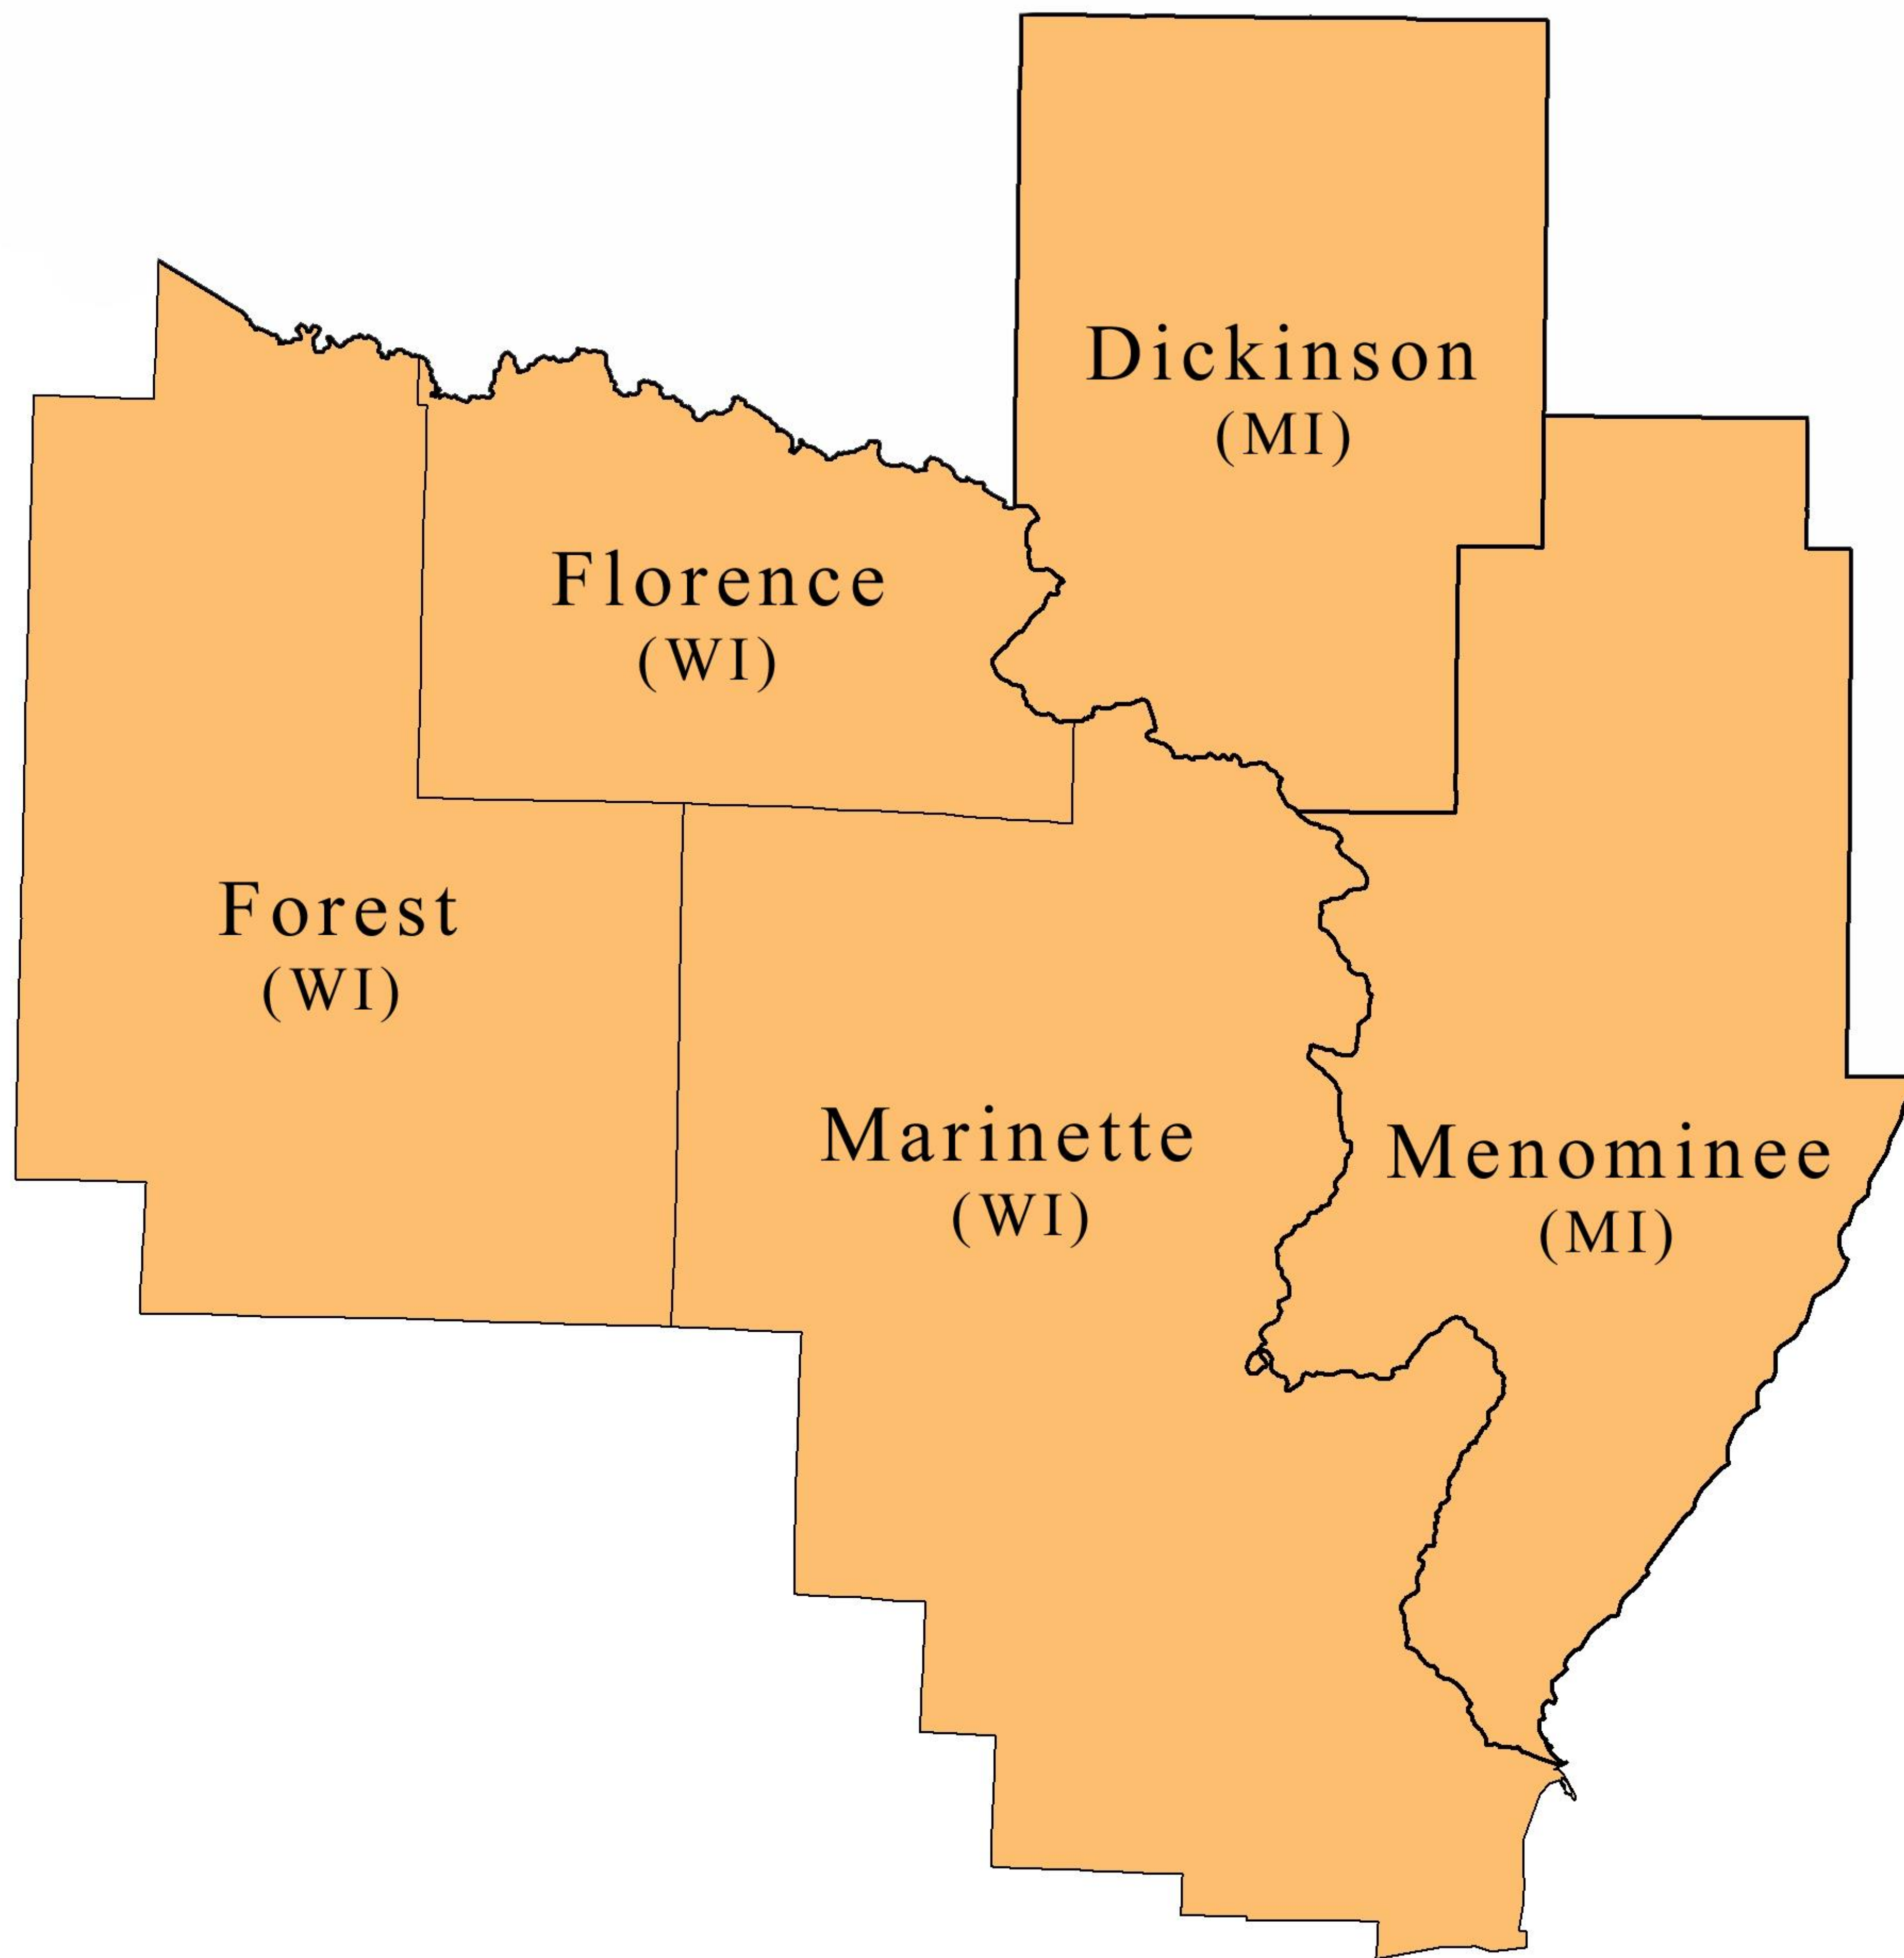 Dickinson
(MI)
Florence
(WI)
Forest
(WI)
Marinette
(WI)
Menominee
(MI)